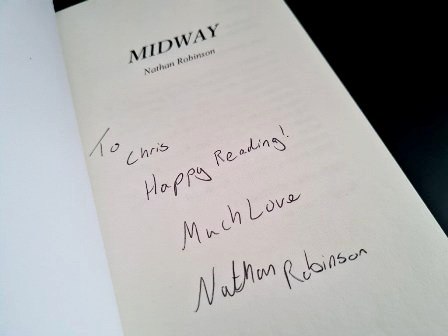 MIDWAY
Nathan Robinson
To Chris
Happy Reading!
Much Love
Nathan Robinson